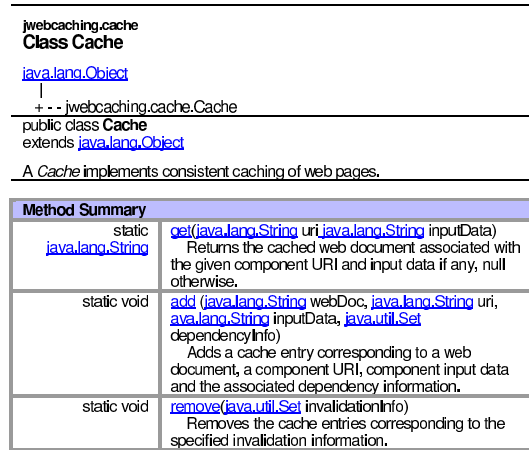 jwebcaching.cache
Class Cache
java.lang.Object
|
+ - - jwebcaching.cache.Cache
public class Cache
extends java.lang.Object
A Cache implements consistent caching of web pages.
Method Summary
static get(java.lang.String uri java.lang.String inputData)
java.lang.String Returns the cached web document associated with
the given component URI and input data if any, null
otherwise.
static void add (java.lang.String webDoc, java.lang.String uri,
ava.lang.String inputData, java.util.Set
dependencyInfo)
Adds a cache entry corresponding to a web
document, a component URI, component input data
and the associated dependency information.
static void remove(java.util.Set invalidationInfo)
Removes the cache entries corresponding to the
specified invalidation information.